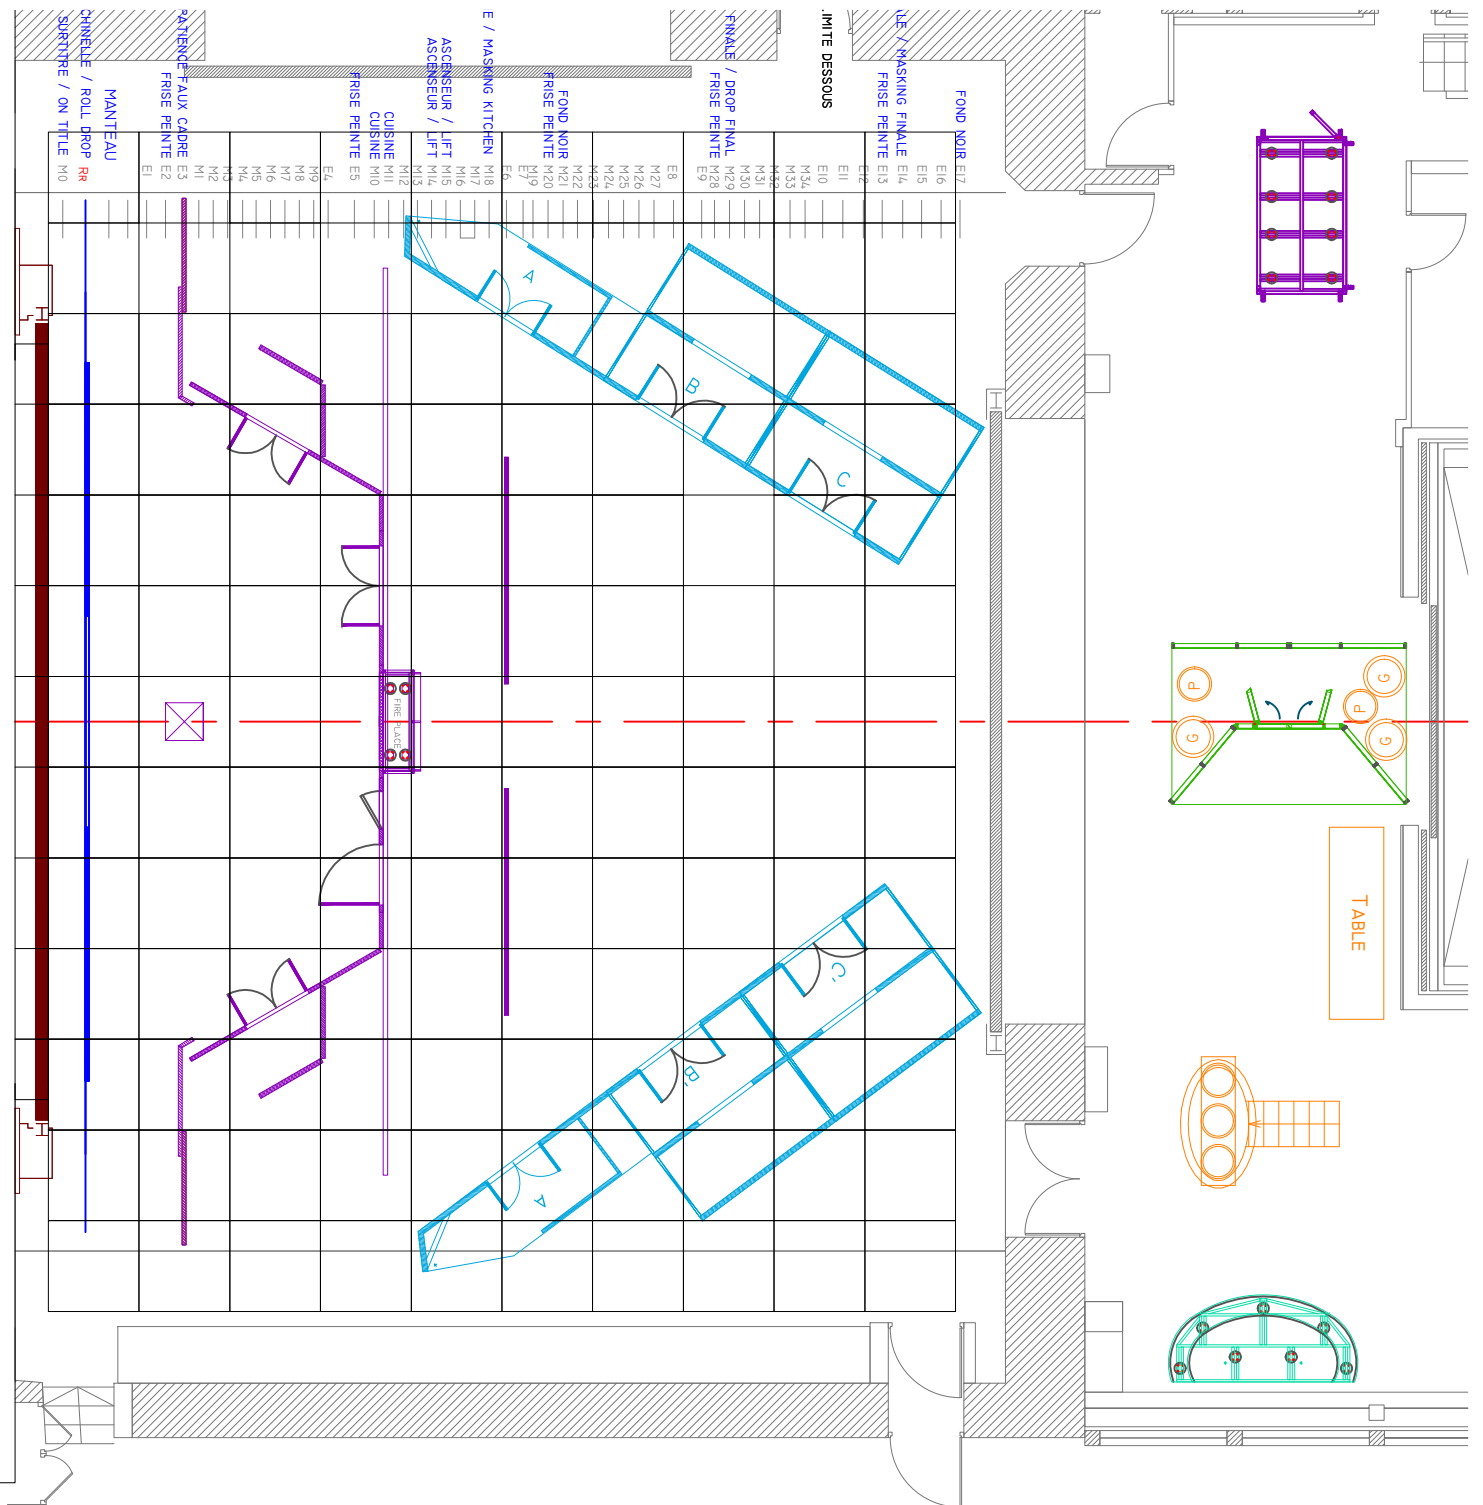 SURTITRE / ON TITLE M0
CHINELLE / ROLL DROP RR
MANTEAU
E1
FRISE PEINTE E2
PATIENCE FAUX CADRE E3
M1
M2
M3
M4
M5
M6
M7
M8
M9
E4
FRISE PEINTE E5
CUISINE M10
CUISINE M11
M12
M13
ASCENSEUR / LIFT M14
ASCENSEUR / LIFT M15
M16
M17
E / MASKING KITCHEN M18
E6
E7
M19
FRISE PEINTE M20
FOND NOIR M21
M22
M23
M24
M25
M26
M27
E8
E9
FRISE PEINTE M28
FINALE / DROP FINAL M29
M30
M31
M32
M33
M34
E10
IMITE DESSOUS
E11
E12
FRISE PEINTE E13
LE / MASKING FINALE E14
E15
E16
FOND NOIR E17
A
B
C
FIRE PLACE
P
G
G
P
G
TABLE
C'
B'
A